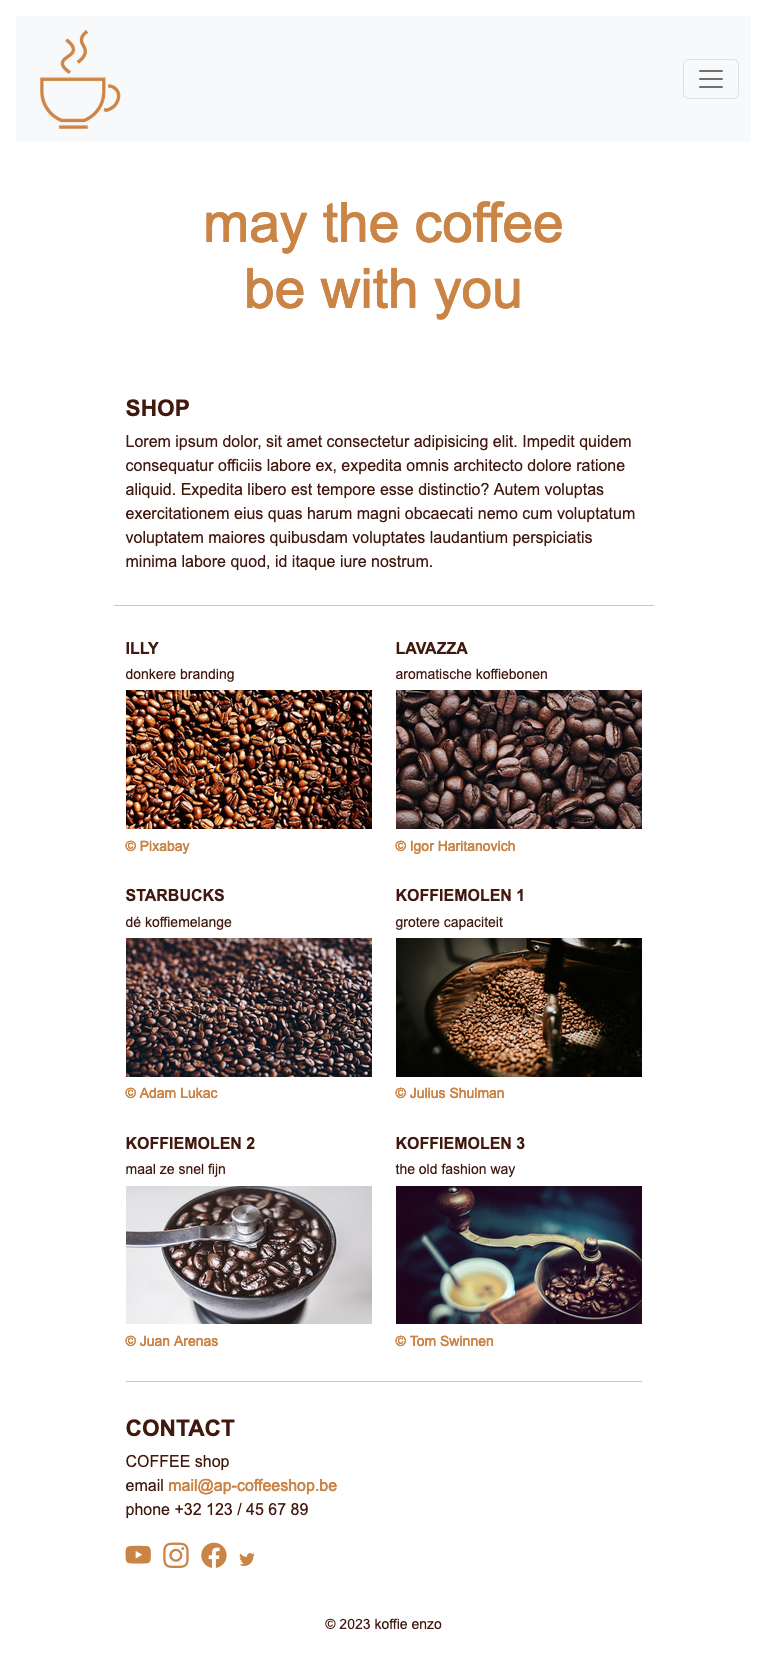 may the coffee
be with you
SHOP
Lorem ipsum dolor, sit amet consectetur adipisicing elit. Impedit quidem
consequatur officiis labore ex, expedita omnis architecto dolore ratione
aliquid. Expedita libero est tempore esse distinctio? Autem voluptas
exercitationem eius quas harum magni obcaecati nemo cum voluptatum
voluptatem maiores quibusdam voluptates laudantium perspiciatis
minima labore quod, id itaque iure nostrum.
ILLY
donkere branding
© Pixabay
LAVAZZA
aromatische koffiebonen
© Igor Haritanovich
STARBUCKS
dé koffiemelange
© Adam Lukac
KOFFIEMOLEN 1
grotere capaciteit
© Julius Shulman
KOFFIEMOLEN 2
maal ze snel fijn
© Juan Arenas
KOFFIEMOLEN 3
the old fashion way
© Tom Swinnen
CONTACT
COFFEE shop
email mail@ap-coffeeshop.be
phone +32 123 / 45 67 89
© 2023 koffie enzo